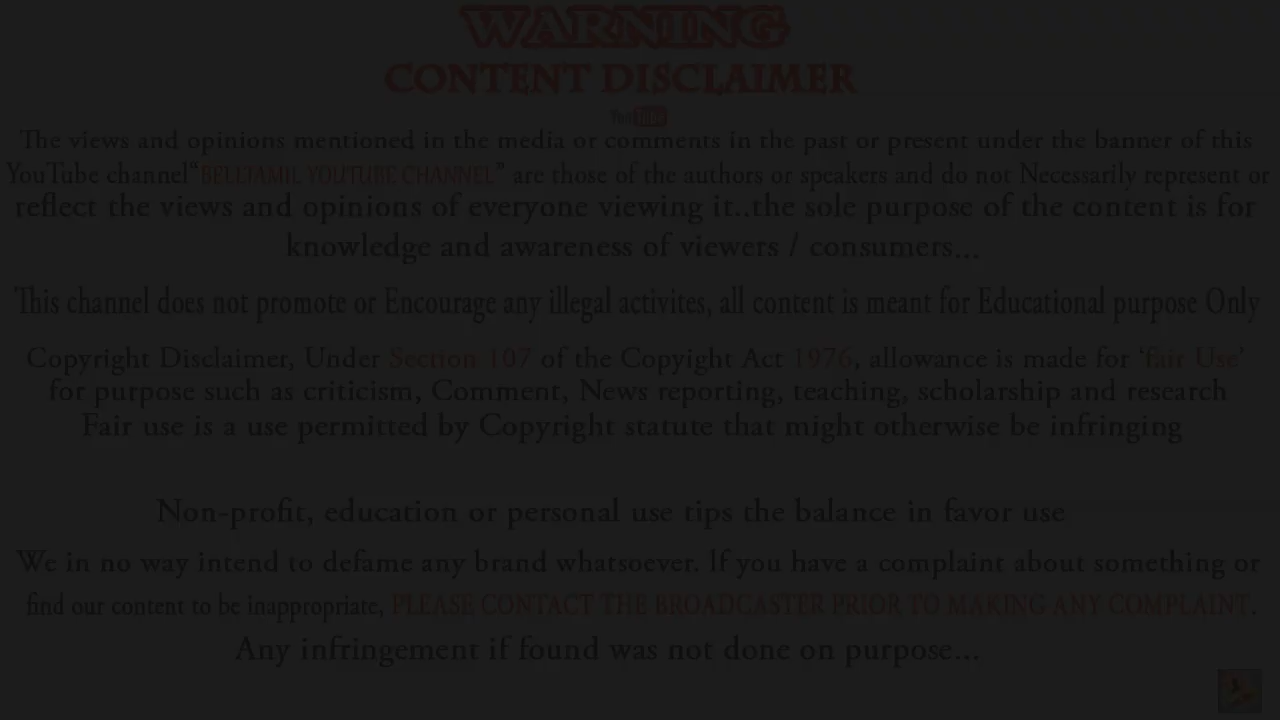 WARNING
CONTENT DISCLAIMER
YouTube
The views and opinions mentioned in the media or comments in the past or present under the banner of this
YouTube channel“BELLTAMIL YOUTUBE CHANNEL” are those of the authors or speakers and do not Necessarily represent or
reflect the views and opinions of everyone viewing it..the sole purpose of the content is for
knowledge and awareness of viewers / consumers...
This channel does not promote or Encourage any illegal activites, all content is meant for Educational purpose Only
Copyright Disclaimer, Under Section 107 of the Copyight Act 1976, allowance is made for ‘fair Use’
for purpose such as criticism, Comment, News reporting, teaching, scholarship and research
Fair use is a use permitted by Copyright statute that might otherwise be infringing
Non-profit, education or personal use tips the balance in favor use
We in no way intend to defame any brand whatsoever. If you have a complaint about something or
find our content to be inappropriate, PLEASE CONTACT THE BROADCASTER PRIOR TO MAKING ANY COMPLAINT.
Any infringement if found was not done on purpose...